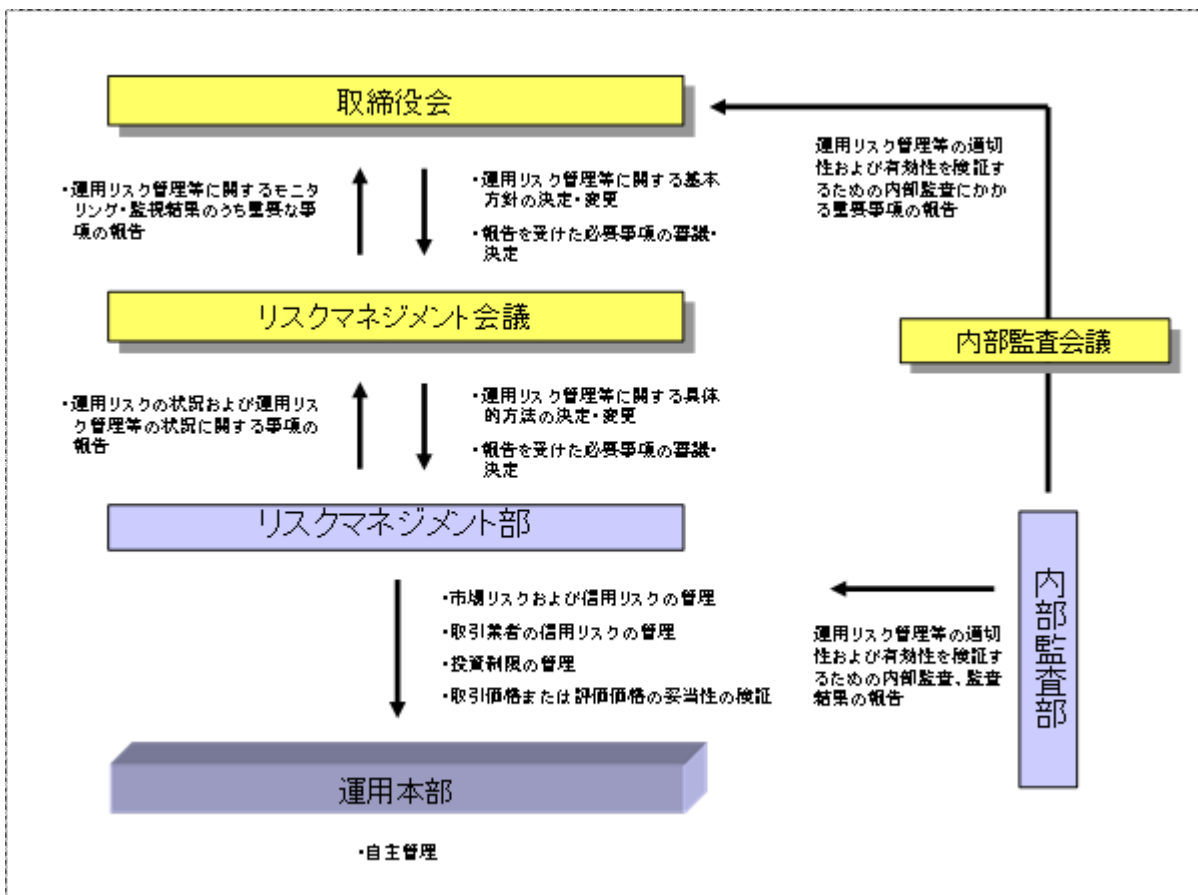 取締役会
・運用リスク管理等に関するモニタ
リング・監視結果のうち重要な事
項の報告
・運用リスク管理等に関する基本
方針の決定・変更
・報告を受けた必要事項の審議・
決定
運用リスク管理等の適切
性および有効性を検証す
るための内部監査にかか
る重要事項の報告
リスクマネジメント会議
内部監査会議
・運用リスクの状況および運用リス
ク管理等の状況に関する事項の
報告
・運用リスク管理等に関する具体
的方法の決定・変更
・報告を受けた必要事項の審議・
決定
リスクマネジメント部
・市場リスクおよび信用リスクの管理
・取引業者の信用リスクの管理
・投資制限の管理
・取引価格または評価価格の妥当性の検証
運用リスク管理等の適切
性および有効性を検証す
るための内部監査、監査
結果の報告
内部監査部
運用本部
・自主管理